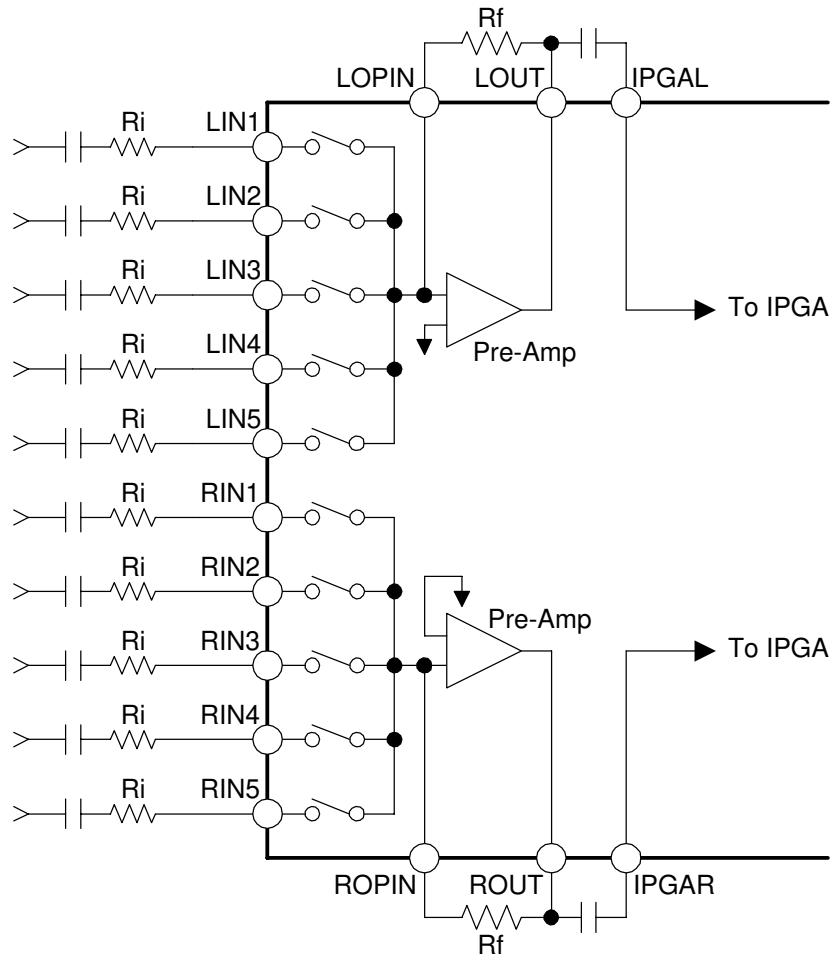 Rf
LOPIN LOUT IPGAL
Ri LIN1
Ri LIN2
Ri LIN3
To IPGA
Pre-Amp
Ri LIN4
Ri LIN5
Ri RIN1
Ri RIN2
Pre-Amp
Ri RIN3
To IPGA
Ri RIN4
Ri RIN5
ROPIN ROUT IPGAR
Rf